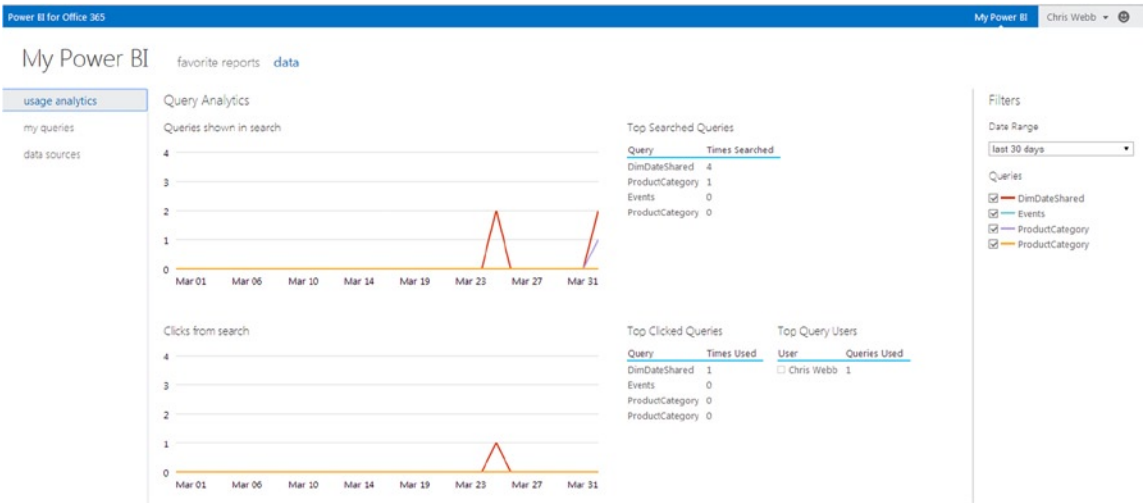 Power BI for Office 365
My Power BI
Chris Webb
My Power BI
favorite reports
data
usage analytics
my queries
data sources
Query Analytics
Queries shown in search
4
3
2
1
0
Mar 01 Mar 06 Mar 10 Mar 14 Mar 19 Mar 23 Mar 27 Mar 31
Top Searched Queries
Query Times Searched
DimDateShared 4
ProductCategory 1
Events 0
ProductCategory 0
Clicks from search
4
3
2
1
0
Mar 01 Mar 06 Mar 10 Mar 14 Mar 19 Mar 23 Mar 27 Mar 31
Top Clicked Queries
Query Times Used
DimDateShared 1
Events 0
ProductCategory 0
ProductCategory 0
Top Query Users
User Queries Used
Chris Webb 1
Filters
Date Range
last 30 days
Queries
DimDateShared
Events
ProductCategory
ProductCategory